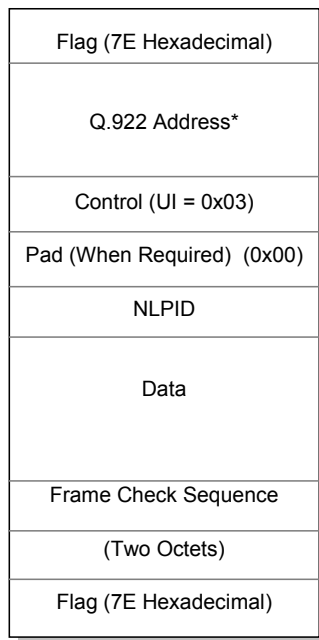 Flag (7E Hexadecimal)
Q.922 Address*
Control (UI = 0x03)
Pad (When Required) (0x00)
NLPID
Data
Frame Check Sequence
(Two Octets)
Flag (7E Hexadecimal)